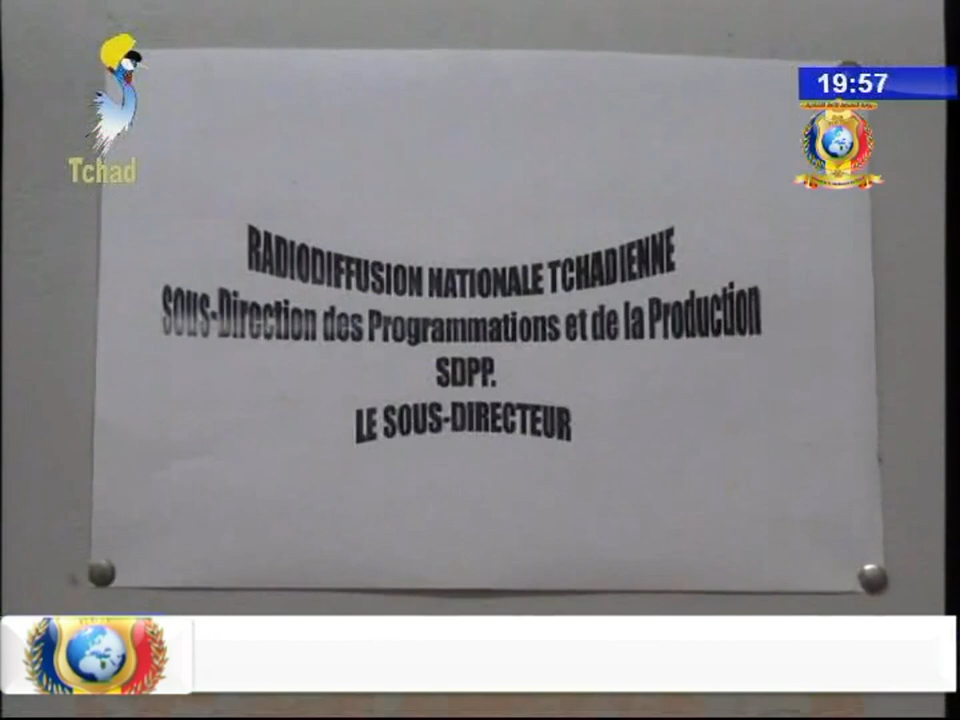 Tchad
19:57
RADIODIFFUSION NATIONALE TCHADIENNE
SOUS-Direction des Programmations et de la Production
SDPP.
LE SOUS-DIRECTEUR